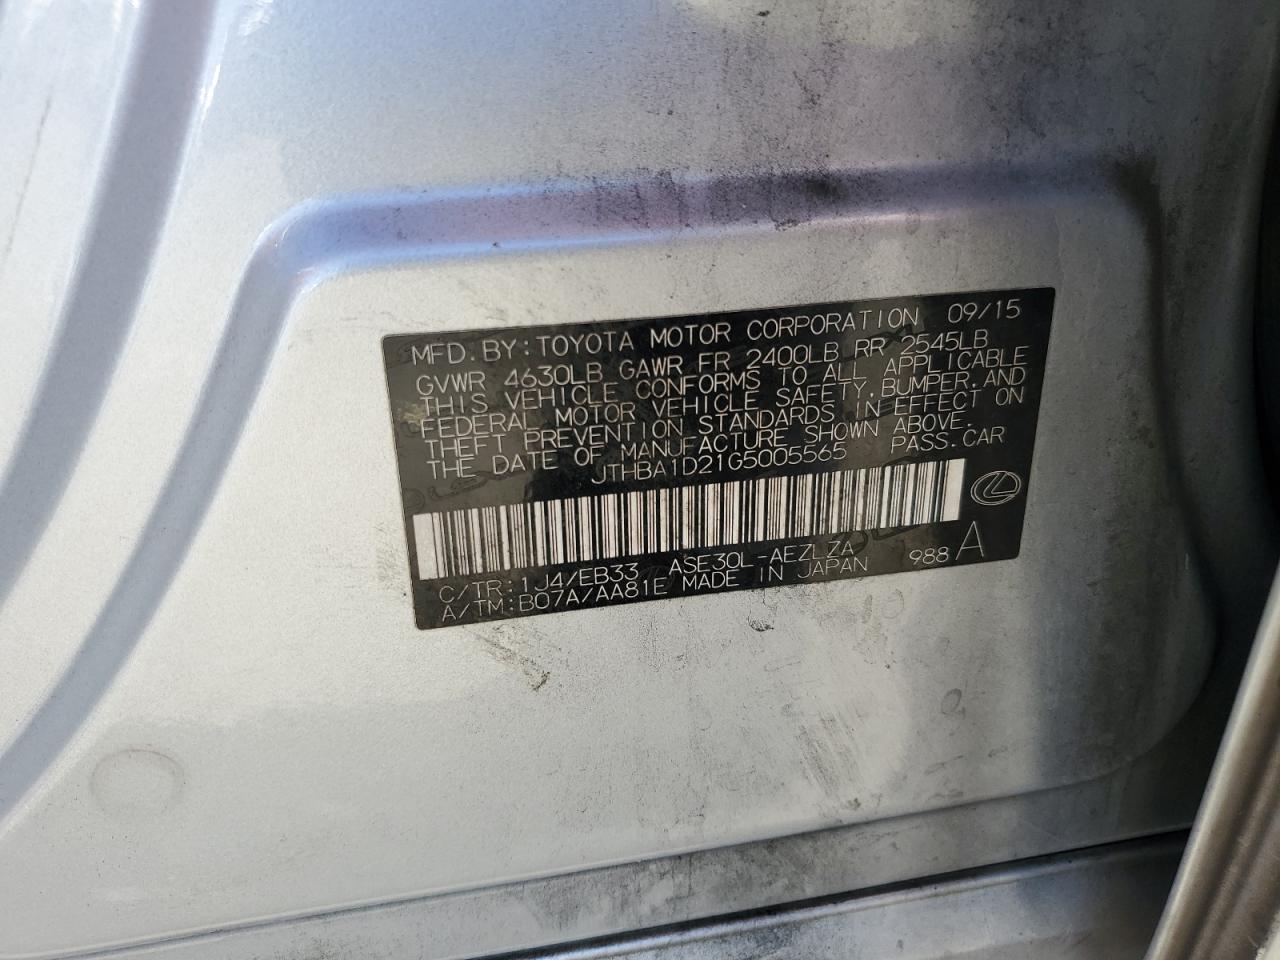 MFD. BY: TOYOTA MOTOR CORPORATION 09/15
GVWR 4630LB GAWR FR 2400LB RR 2545LB
THIS VEHICLE CONFORMS TO ALL APPLICABLE
FEDERAL MOTOR VEHICLE SAFETY, BUMPER, AND
THEFT PREVENTION STANDARDS IN EFFECT ON
THE DATE OF MANUFACTURE SHOWN ABOVE.
JTHBA1D21G5005565 PASS. CAR
C/TR: 1J4/EB33 ASE30L-AEZLZA 988 A
A/TM: B07A/AA81E MADE IN JAPAN